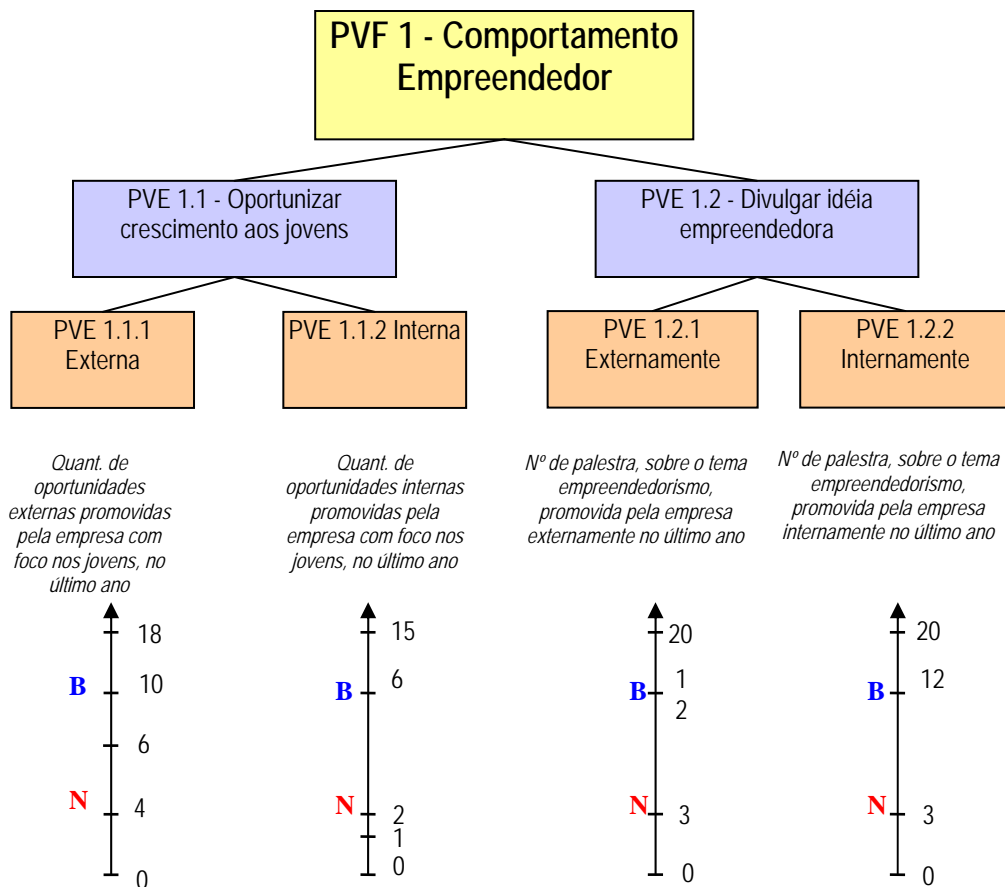 PVF 1 - Comportamento
Empreendedor
PVE 1.1 - Oportunizar
crescimento aos jovens
PVE 1.2 - Divulgar idéia
empreendedora
PVE 1.1.1
Externa
PVE 1.1.2 Interna
PVE 1.2.1
Externamente
PVE 1.2.2
Internamente
Quant. de
oportunidades
externas promovidas
pela empresa com
foco nos jovens, no
último ano
Quant. de
oportunidades internas
promovidas pela
empresa com foco nos
jovens, no último ano
Nº de palestra, sobre o tema
empreendedorismo,
promovida pela empresa
externamente no último ano
Nº de palestra, sobre o tema
empreendedorismo,
promovida pela empresa
internamente no último ano
18
B 10
6
N 4
0
15
B 6
N 2
1
0
20
B 1
2
N 3
0
20
B 12
N 3
0